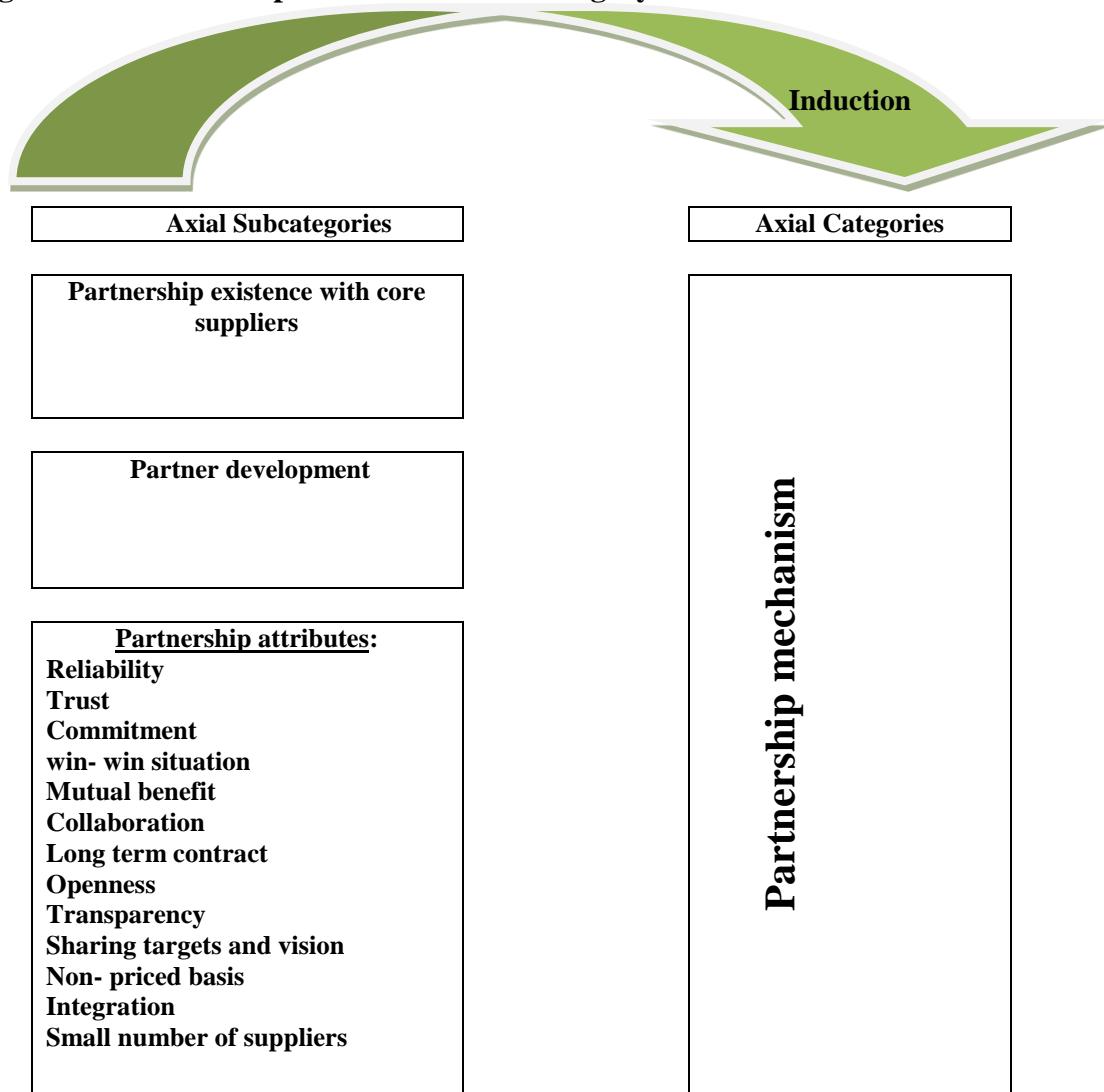 Induction
Axial Subcategories
Axial Categories
Partnership existence with core
suppliers
Partner development
Partnership attributes:
Reliability
Trust
Commitment
win- win situation
Mutual benefit
Collaboration
Long term contract
Openness
Transparency
Sharing targets and vision
Non- priced basis
Integration
Small number of suppliers
Partnership mechanism